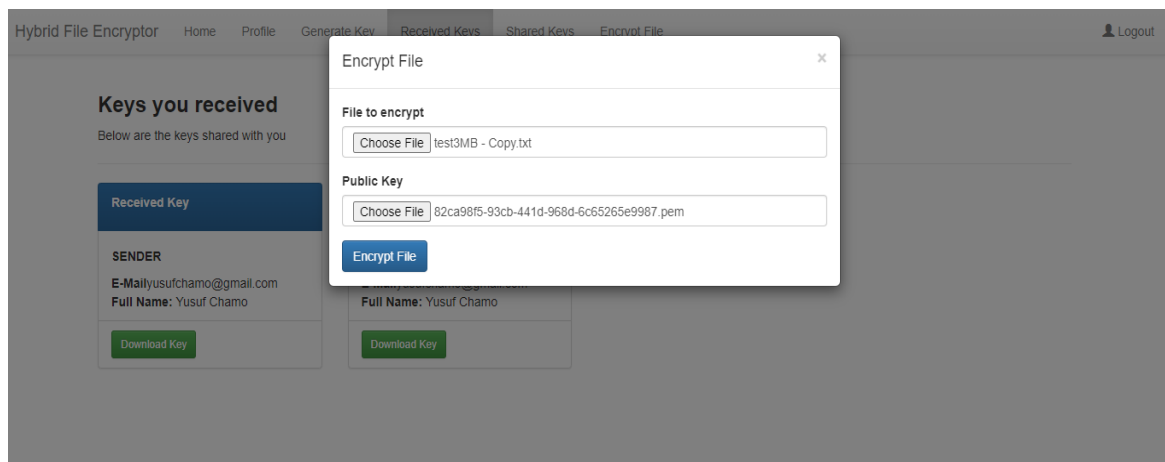 Hybrid File Encryptor Home Profile Generate Key Received Keys Shared Keys Encrypt File Logout
Encrypt File ×
File to encrypt
Choose File test3MB - Copy.txt
Public Key
Choose File 82ca98f5-93cb-441d-968d-6c65265e9987.pem
Encrypt File
Keys you received
Below are the keys shared with you
Received Key
SENDER
E-Mailyusufchamo@gmail.com
Full Name: Yusuf Chamo
Download Key
Full Name: Yusuf Chamo
Download Key